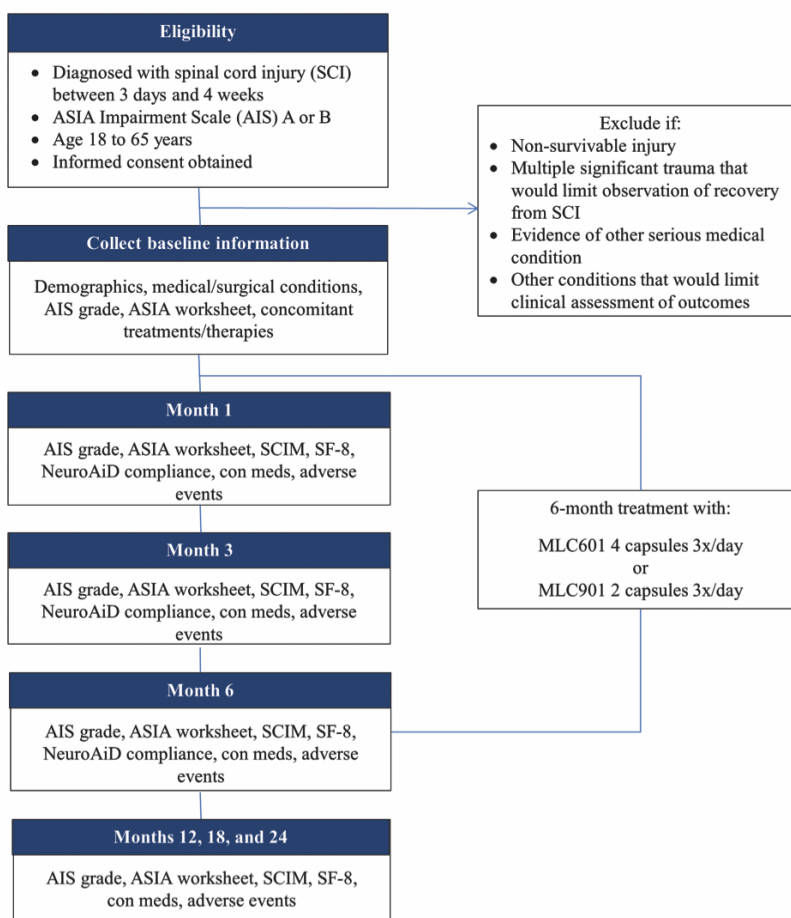 Eligibility
• Diagnosed with spinal cord injury (SCI)
between 3 days and 4 weeks
• ASIA Impairment Scale (AIS) A or B
• Age 18 to 65 years
• Informed consent obtained
Exclude if:
• Non-survivable injury
• Multiple significant trauma that
would limit observation of recovery
from SCI
• Evidence of other serious medical
condition
• Other conditions that would limit
clinical assessment of outcomes
Collect baseline information
Demographics, medical/surgical conditions,
AIS grade, ASIA worksheet, concomitant
treatments/therapies
Month 1
AIS grade, ASIA worksheet, SCIM, SF-8,
NeuroAiD compliance, con meds, adverse
events
6-month treatment with:
MLC601 4 capsules 3x/day
or
MLC901 2 capsules 3x/day
Month 3
AIS grade, ASIA worksheet, SCIM, SF-8,
NeuroAiD compliance, con meds, adverse
events
Month 6
AIS grade, ASIA worksheet, SCIM, SF-8,
NeuroAiD compliance, con meds, adverse
events
Months 12, 18, and 24
AIS grade, ASIA worksheet, SCIM, SF-8,
con meds, adverse events